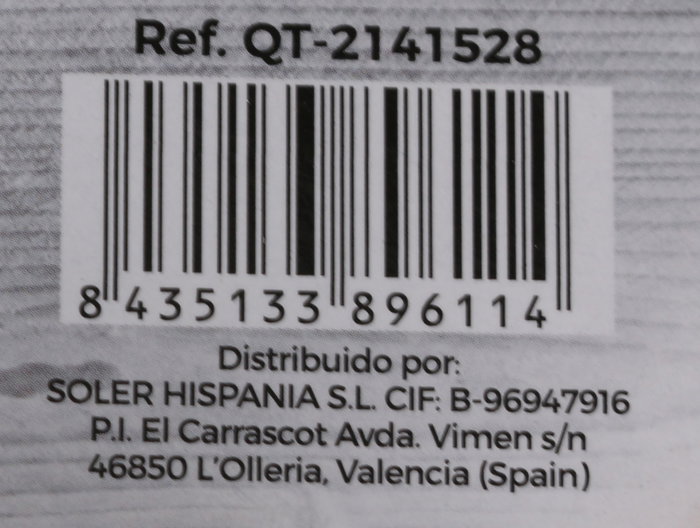 Ref. QT-2141528
8 435133 896114
Distribuido por:
SOLER HISPANIA S.L. CIF: B-96947916
P.I. El Carrascot Avda. Vimen s/n
46850 L'Olleria, Valencia (Spain)